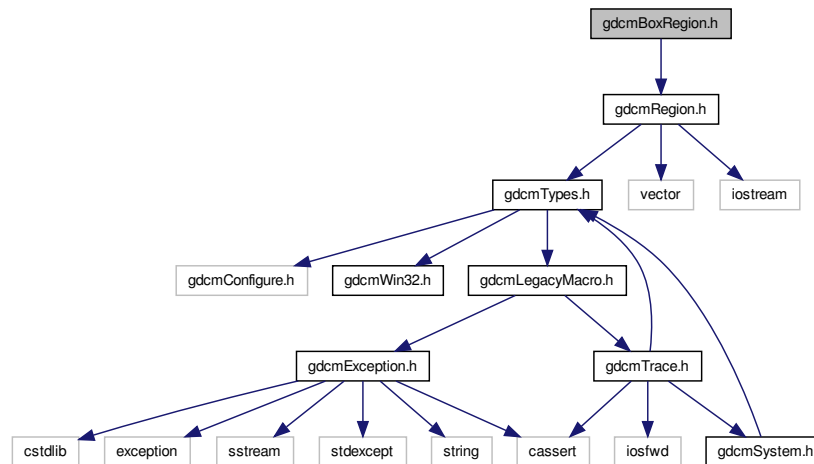 gdcmBoxRegion.h
gdcmRegion.h
gdcmTypes.h
vector
iostream
gdcmConfigure.h
gdcmWin32.h
gdcmLegacyMacro.h
gdcmException.h
gdcmTrace.h
cstdlib
exception
sstream
stdexcept
string
cassert
iosfwd
gdcmSystem.h